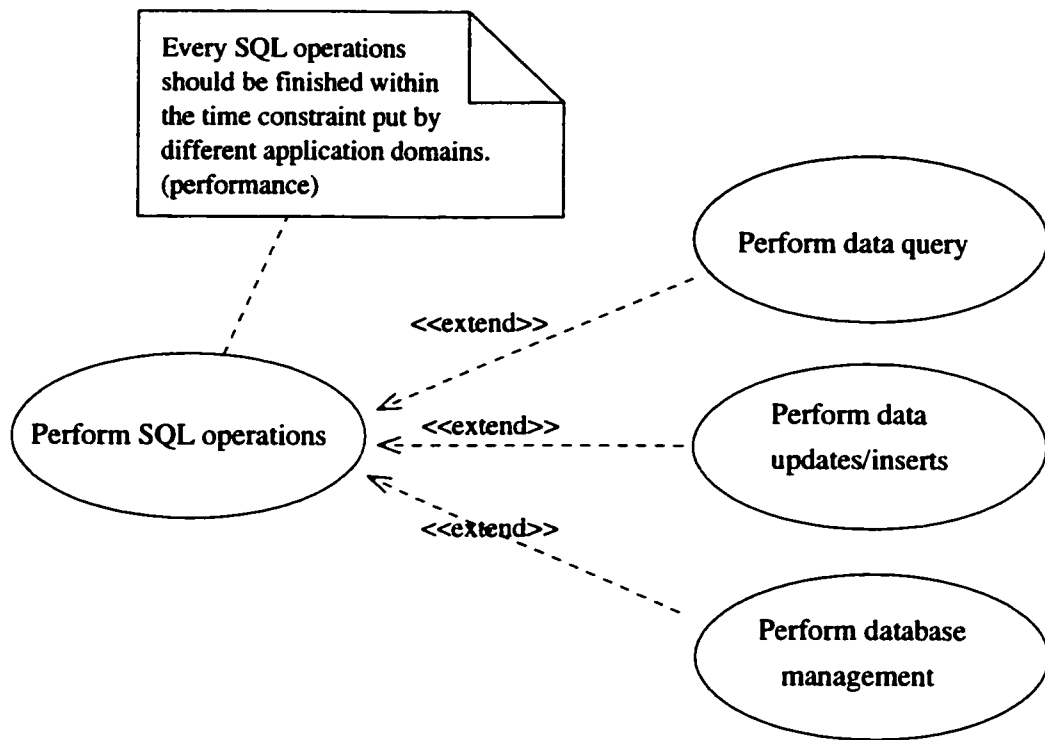 Every SQL operations
should be finished within
the time constraint put by
different application domains.
(performance)
Perform data query
<<extend>>
Perform SQL operations
<<extend>>
Perform data
updates/inserts
<<extend>>
Perform database
management